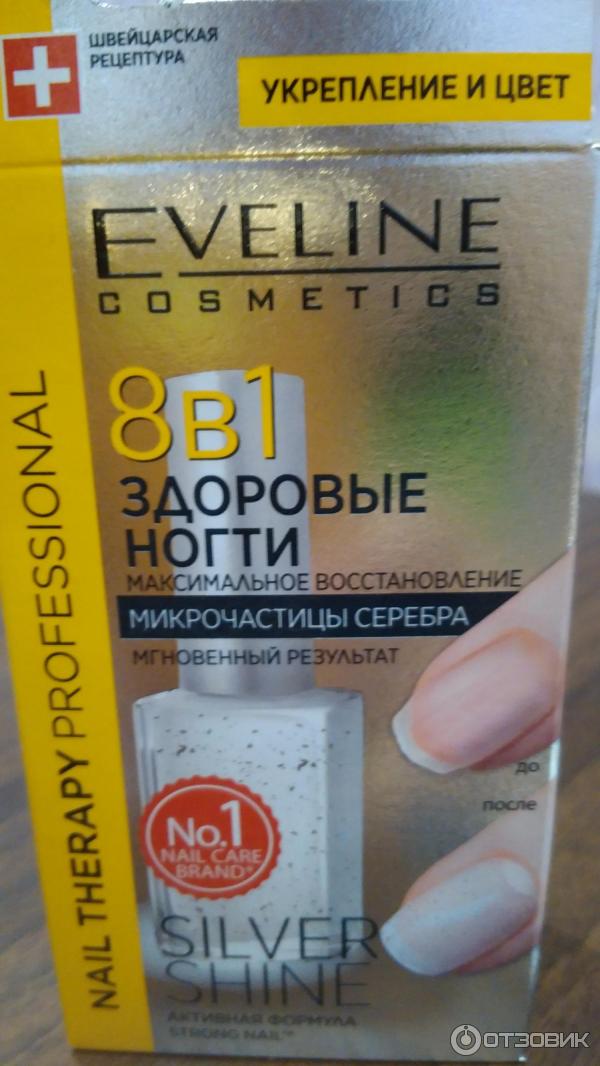 ШВЕЙЦАРСКАЯ
РЕЦЕПТУРА
УКРЕПЛЕНИЕ И ЦВЕТ
EVELINE
COSMETICS
NAIL THERAPY PROFESSIONAL
8в1
ЗДОРОВЫЕ
НОГТИ
МАКСИМАЛЬНОЕ ВОССТАНОВЛЕНИЕ
МИКРОЧАСТИЦЫ СЕРЕБРА
МГНОВЕННЫЙ РЕЗУЛЬТАТ
до
после
No.1
NAIL CARE
BRAND*
SILVER
SHINE
АКТИВНАЯ ФОРМУЛА
STRONG NAIL™
ОТЗОВИК